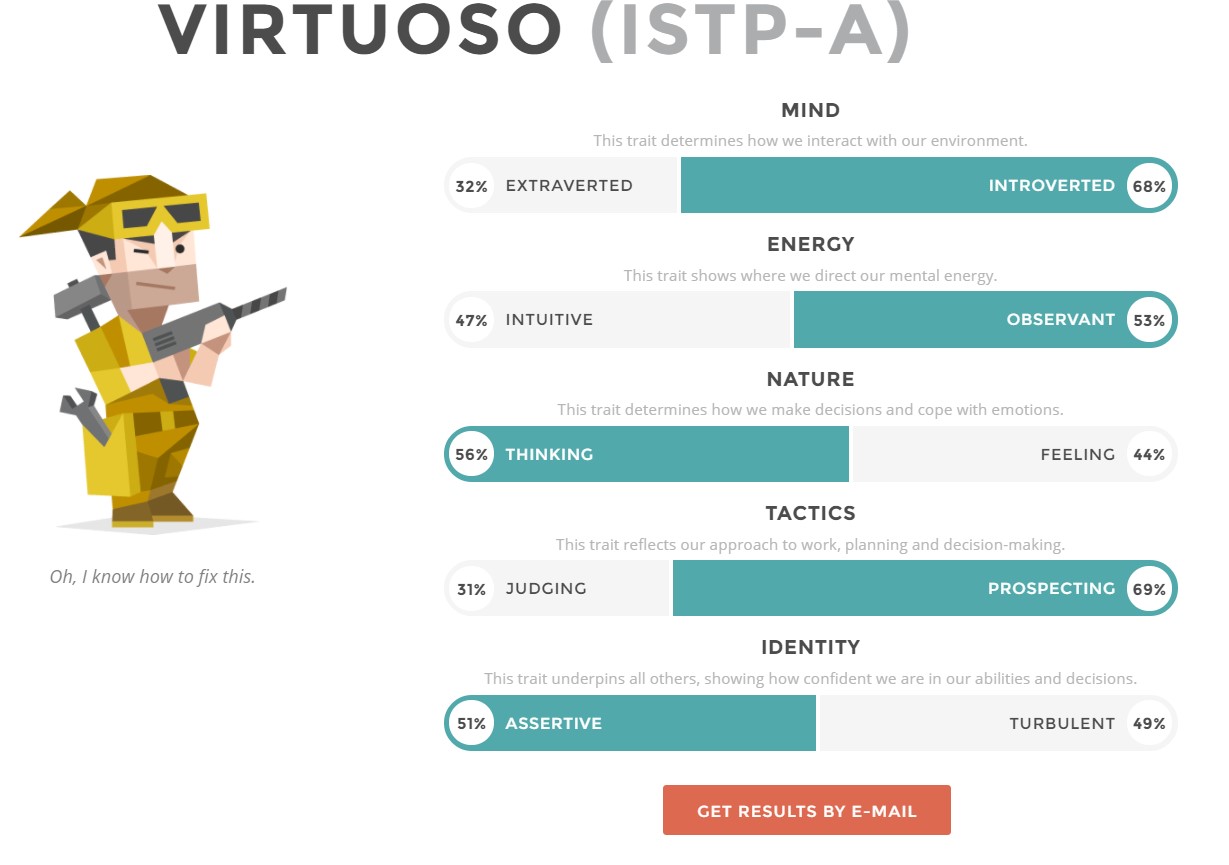 VIRTUOSO (ISTP-A)
MIND
This trait determines how we interact with our environment.
32% EXTRAVERTED INTROVERTED 68%
ENERGY
This trait shows where we direct our mental energy.
47% INTUITIVE OBSERVANT 53%
NATURE
This trait determines how we make decisions and cope with emotions.
56% THINKING FEELING 44%
TACTICS
This trait reflects our approach to work, planning and decision-making.
31% JUDGING PROSPECTING 69%
IDENTITY
This trait underpins all others, showing how confident we are in our abilities and decisions.
51% ASSERTIVE TURBULENT 49%
GET RESULTS BY E-MAIL
Oh, I know how to fix this.